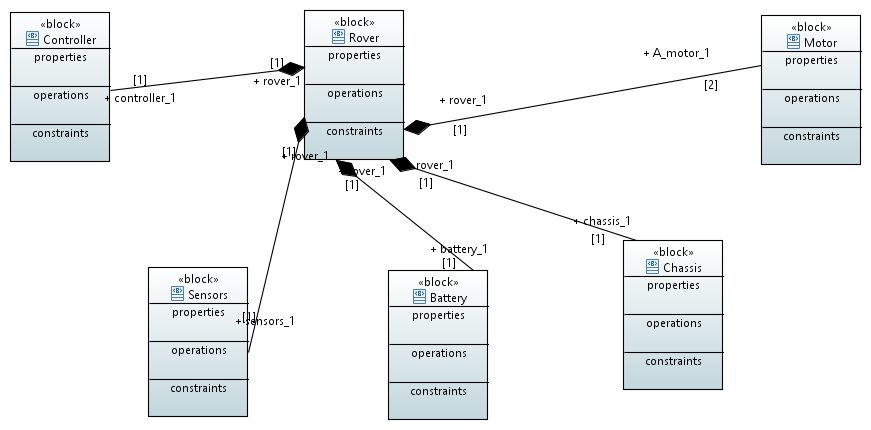 «block»
Controller
properties
operations
constraints
«block»
Rover
properties
operations
constraints
«block»
Motor
properties
operations
constraints
[1]
+ controller_1
[1]
+ rover_1
+ A_motor_1
[2]
+ rover_1
[1]
[1]
+ rover_1
+ rover_1
[1]
rover_1
[1]
+ chassis_1
[1]
+ battery_1
[1]
[1]
+ sensors_1
«block»
Sensors
properties
operations
constraints
«block»
Battery
properties
operations
constraints
«block»
Chassis
properties
operations
constraints